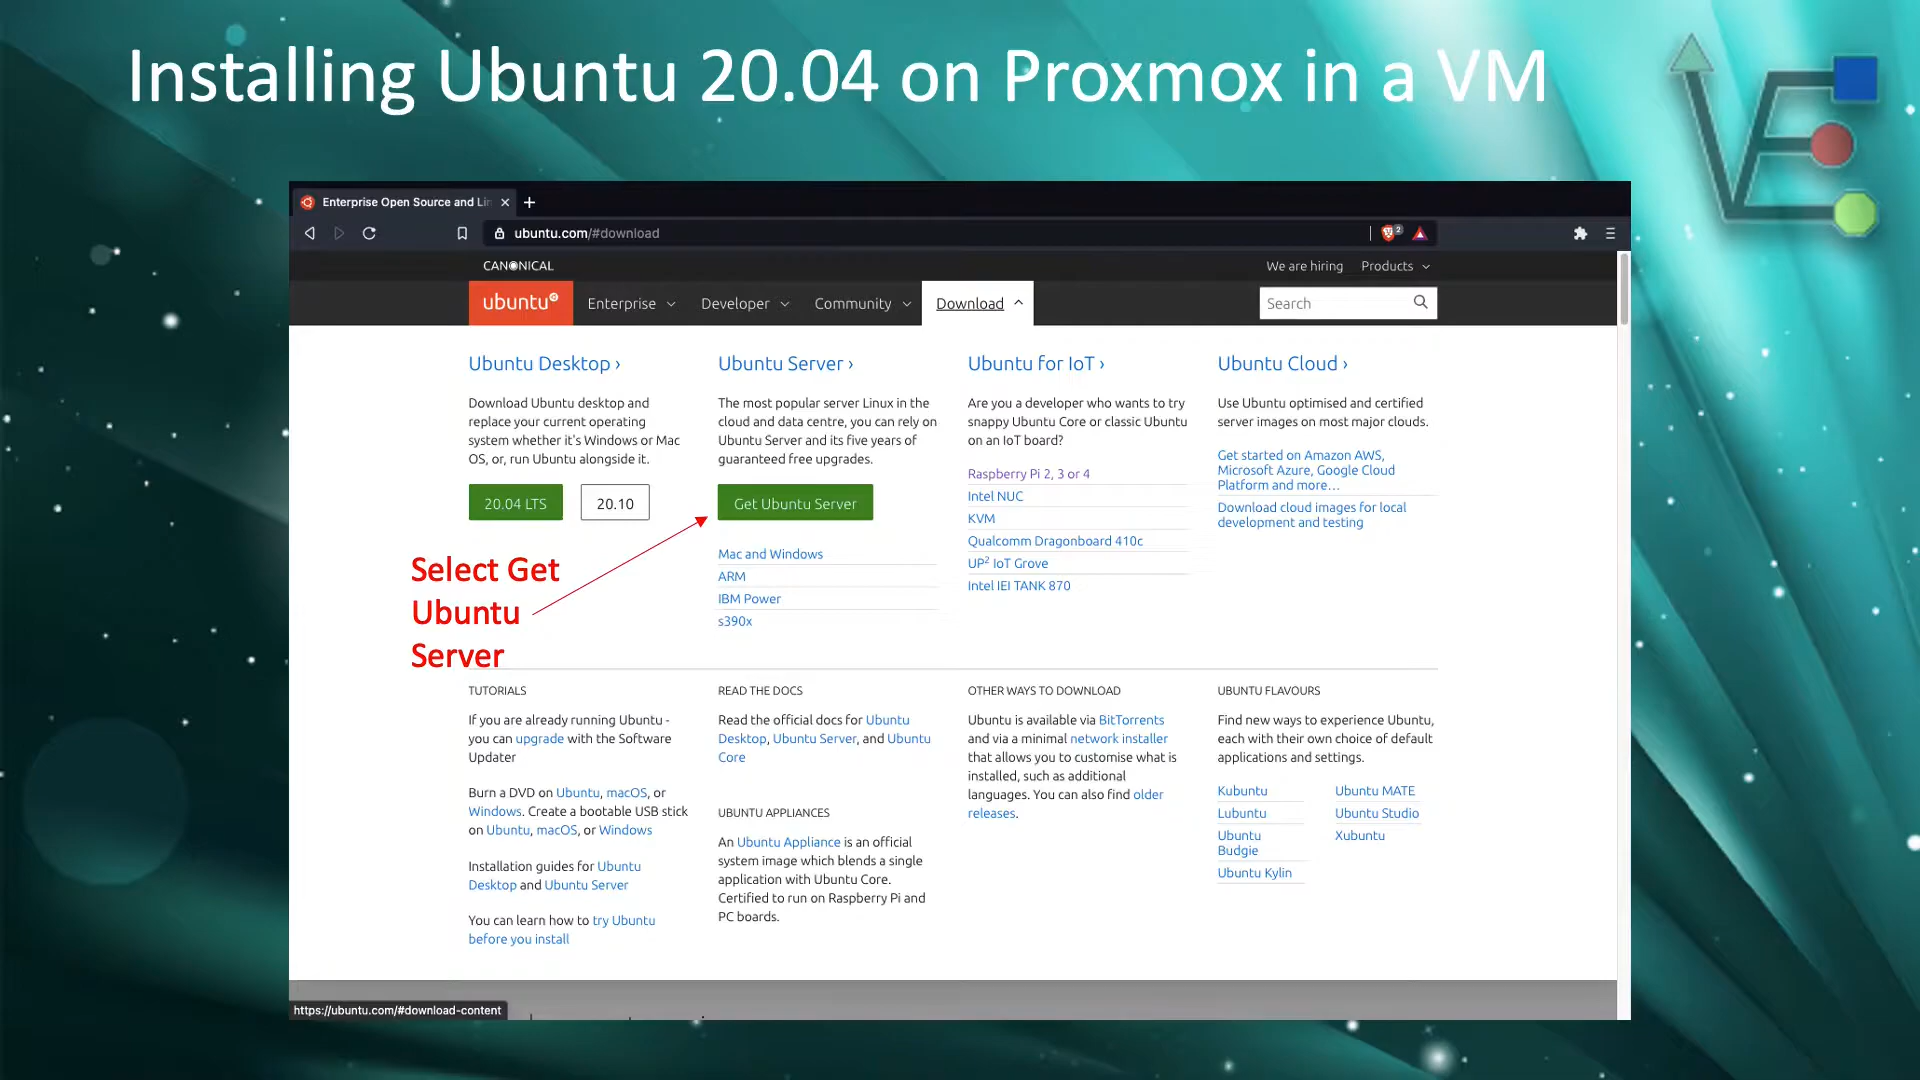 Installing Ubuntu 20.04 on Proxmox in a VM
Enterprise Open Source and Lin
ubuntu.com/#download
2
CANONICAL
We are hiring
Products
ubuntu
Enterprise
Developer
Community
Download
Search
Ubuntu Desktop ›
Download Ubuntu desktop and
replace your current operating
system whether it's Windows or Mac
OS, or, run Ubuntu alongside it.
20.04 LTS
20.10
Ubuntu Server ›
The most popular server Linux in the
cloud and data centre, you can rely on
Ubuntu Server and its five years of
guaranteed free upgrades.
Get Ubuntu Server
Mac and Windows
ARM
IBM Power
s390x
Ubuntu for IoT ›
Are you a developer who wants to try
snappy Ubuntu Core or classic Ubuntu
on an IoT board?
Raspberry Pi 2, 3 or 4
Intel NUC
KVM
Qualcomm Dragonboard 410c
UP² IoT Grove
Intel IEI TANK 870
Ubuntu Cloud ›
Use Ubuntu optimised and certified
server images on most major clouds.
Get started on Amazon AWS,
Microsoft Azure, Google Cloud
Platform and more…
Download cloud images for local
development and testing
Select Get
Ubuntu
Server
TUTORIALS
If you are already running Ubuntu -
you can upgrade with the Software
Updater
Burn a DVD on Ubuntu, macOS, or
Windows. Create a bootable USB stick
on Ubuntu, macOS, or Windows
Installation guides for Ubuntu
Desktop and Ubuntu Server
You can learn how to try Ubuntu
before you install
READ THE DOCS
Read the official docs for Ubuntu
Desktop, Ubuntu Server, and Ubuntu
Core
UBUNTU APPLIANCES
An Ubuntu Appliance is an official
system image which blends a single
application with Ubuntu Core.
Certified to run on Raspberry Pi and
PC boards.
OTHER WAYS TO DOWNLOAD
Ubuntu is available via BitTorrents
and via a minimal network installer
that allows you to customise what is
installed, such as additional
languages. You can also find older
releases.
UBUNTU FLAVOURS
Find new ways to experience Ubuntu,
each with their own choice of default
applications and settings.
Kubuntu
Lubuntu
Ubuntu
Budgie
Ubuntu Kylin
Ubuntu MATE
Ubuntu Studio
Xubuntu
https://ubuntu.com/#download-content